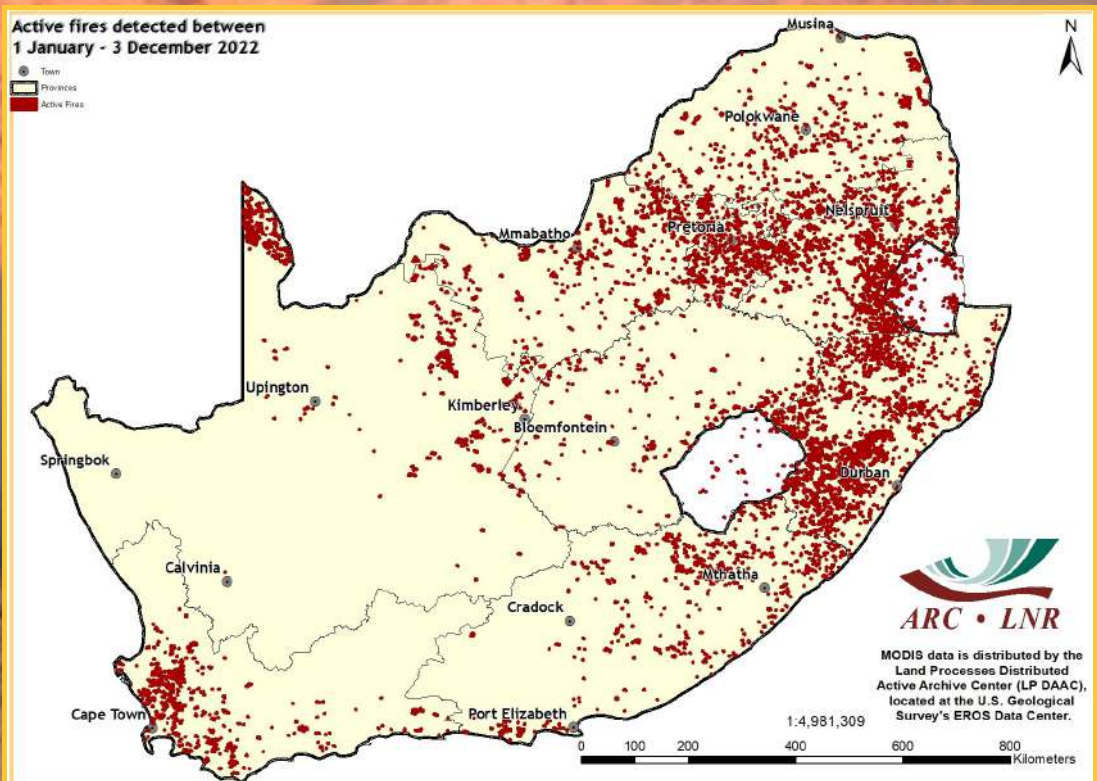 Active fires detected between
1 January - 3 December 2022
Town
Provinces
Active Fires
N
Musina
Polokwane
Nelspruit
Pretoria
Mmabatho
Upington
Kimberley
Bloemfontein
Springbok
Durban
Calvinia
Mthatha
Cradock
Cape Town
Port Elizabeth
ARC • LNR
MODIS data is distributed by the
Land Processes Distributed
Active Archive Center (LP DAAC),
located at the U.S. Geological
Survey's EROS Data Center.
1:4,981,309
0 100 200 400 600 800
Kilometers